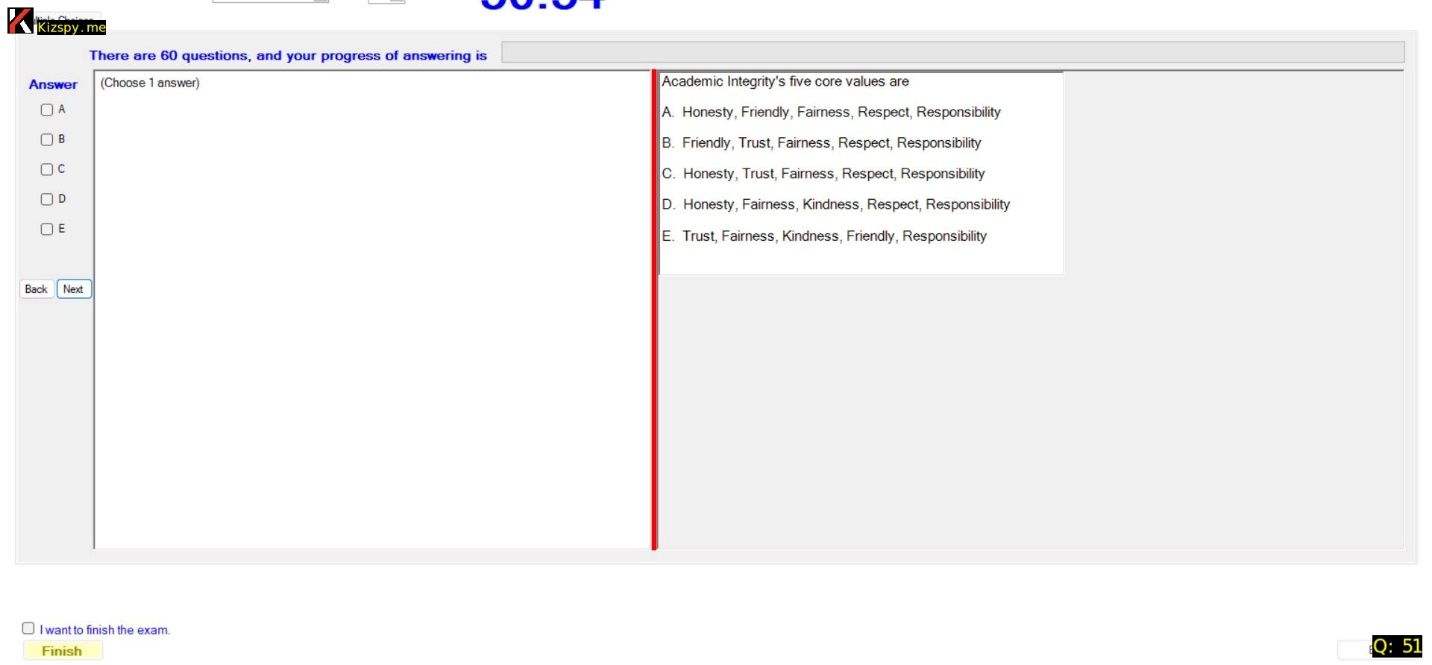 Kizspy.me
There are 60 questions, and your progress of answering is
Answer
(Choose 1 answer)
A
B
C
D
E
Back Next
Academic Integrity's five core values are
A. Honesty, Friendly, Fairness, Respect, Responsibility
B. Friendly, Trust, Fairness, Respect, Responsibility
C. Honesty, Trust, Fairness, Respect, Responsibility
D. Honesty, Fairness, Kindness, Respect, Responsibility
E. Trust, Fairness, Kindness, Friendly, Responsibility
I want to finish the exam.
Finish
Q: 51